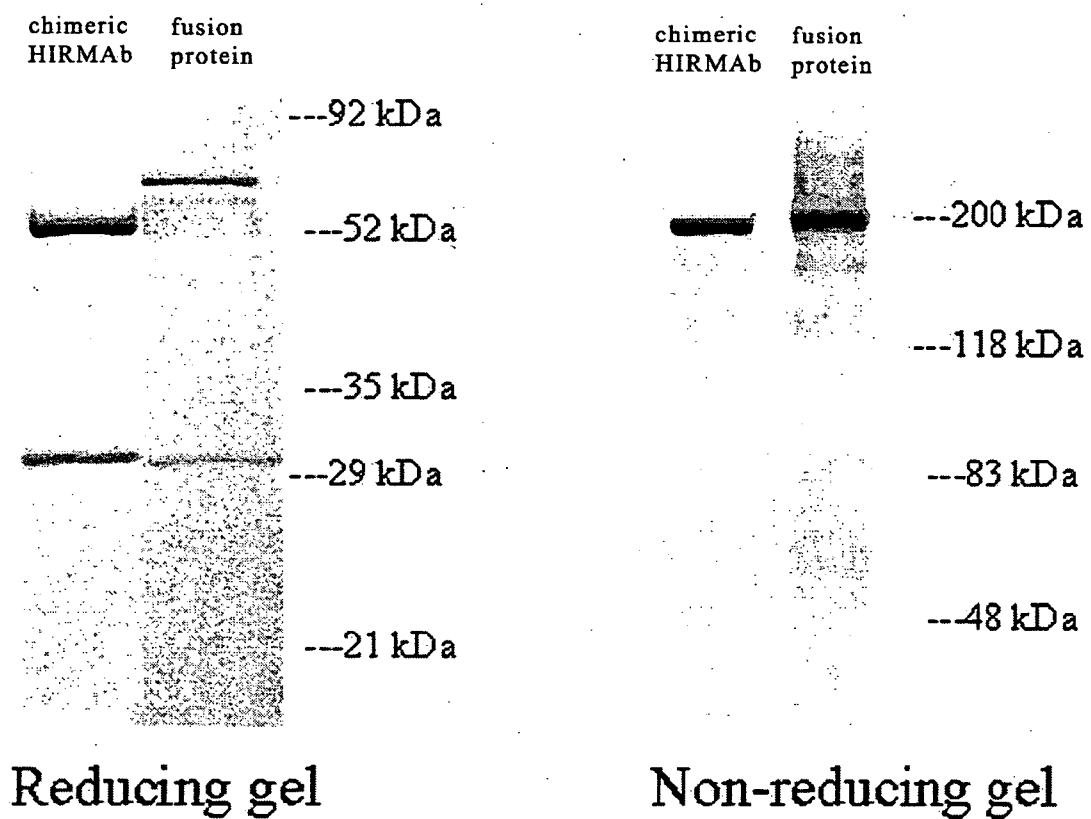 chimeric
HIRMAb
fusion
protein
---92 kDa
---52 kDa
---35 kDa
---29 kDa
---21 kDa
Reducing gel
chimeric
HIRMAb
fusion
protein
---200 kDa
---118 kDa
---83 kDa
---48 kDa
Non-reducing gel